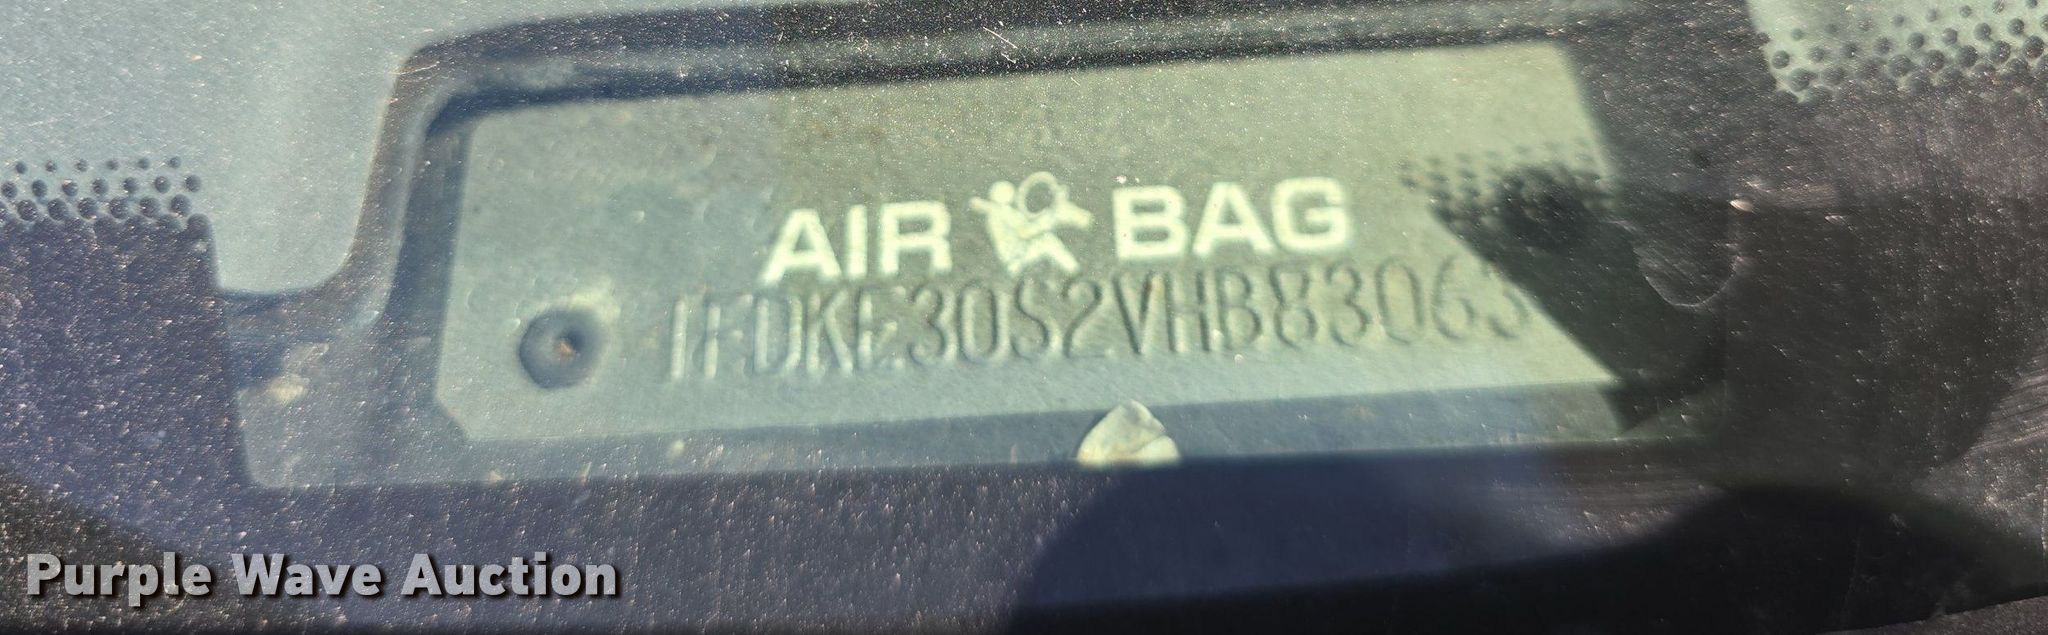 AIR BAG
1FDKE30S2VHB83063
Purple Wave Auction